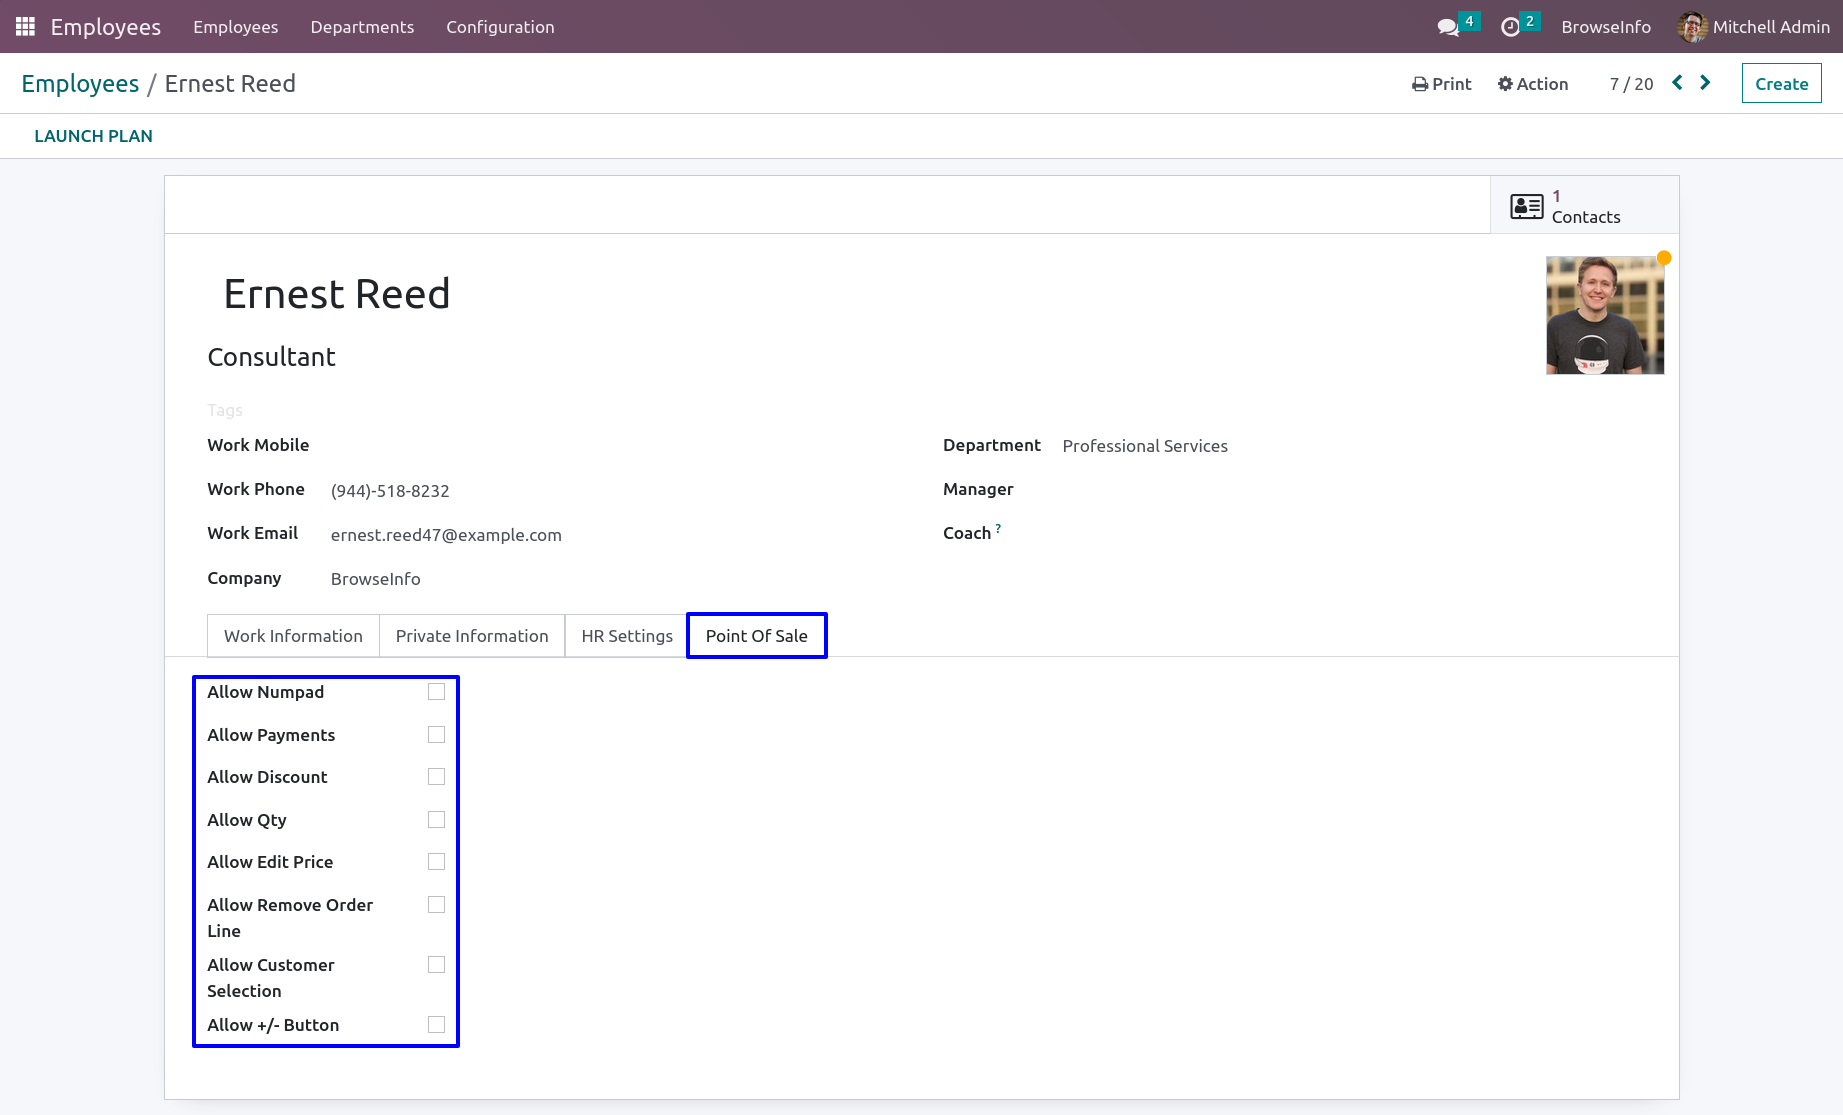 Employees Employees Departments Configuration 4 2 BrowseInfo Mitchell Admin
Employees / Ernest Reed Print Action 7 / 20 Create
LAUNCH PLAN
1
Contacts
Ernest Reed
Consultant
Tags
Work Mobile
Work Phone (944)-518-8232
Work Email ernest.reed47@example.com
Company BrowseInfo
Department Professional Services
Manager
Coach ?
Work Information Private Information HR Settings Point Of Sale
Allow Numpad
Allow Payments
Allow Discount
Allow Qty
Allow Edit Price
Allow Remove Order
Line
Allow Customer
Selection
Allow +/- Button